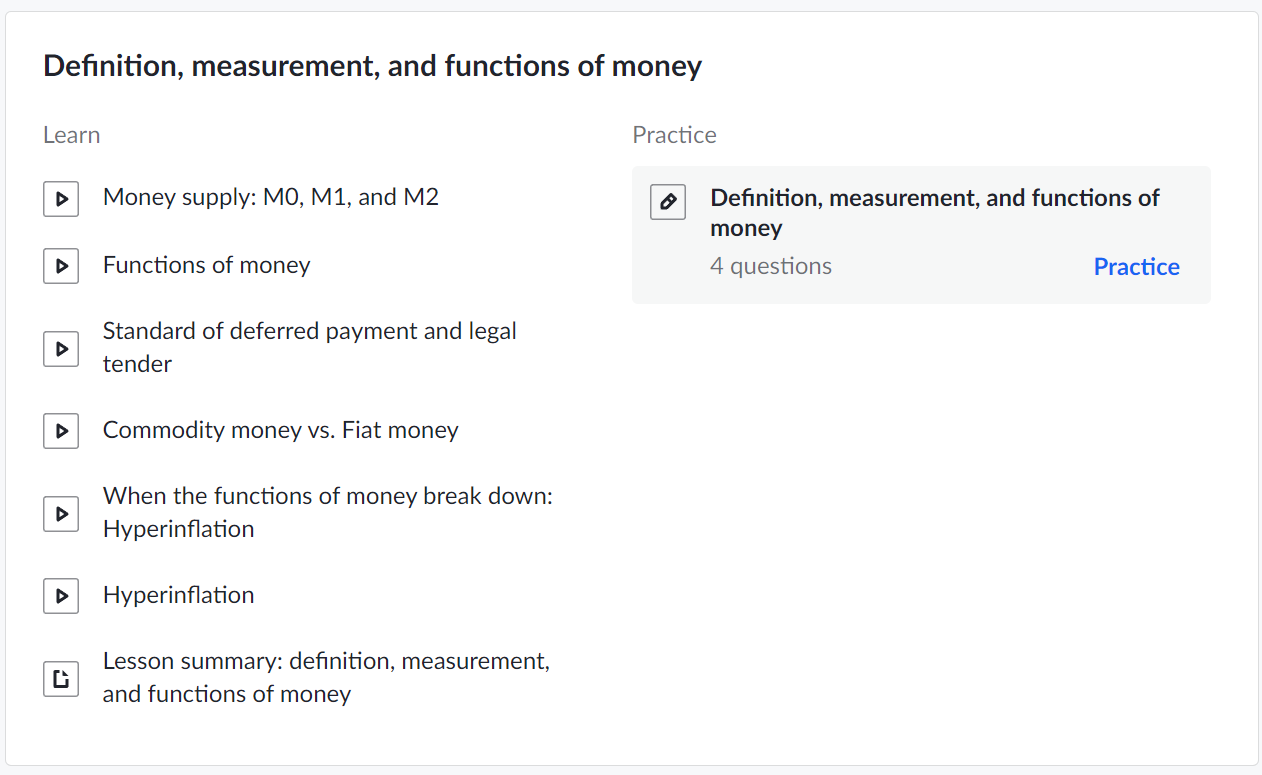 Definition, measurement, and functions of money
Learn
Money supply: M0, M1, and M2
Functions of money
Standard of deferred payment and legal
tender
Commodity money vs. Fiat money
When the functions of money break down:
Hyperinflation
Hyperinflation
Lesson summary: definition, measurement,
and functions of money
Practice
Definition, measurement, and functions of
money
4 questions
Practice